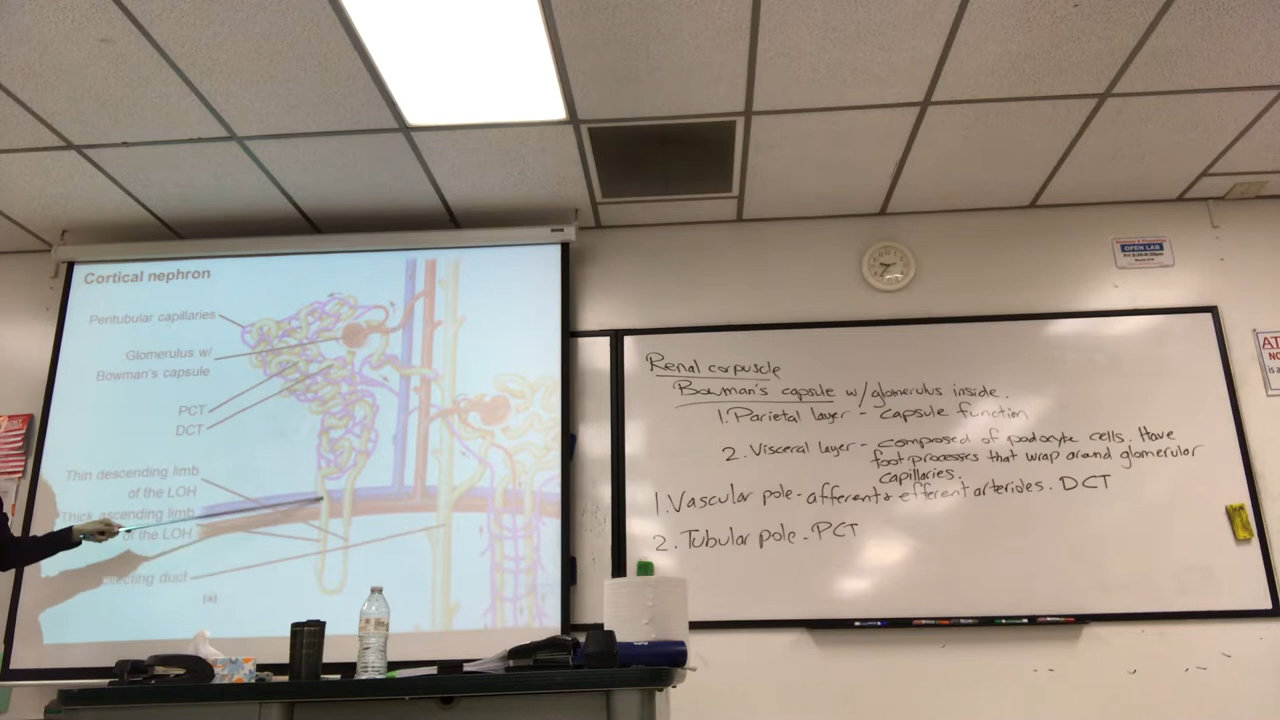 Cortical nephron
Peritubular capillaries
Glomerulus w/
Bowman's capsule
PCT
DCT
Thin descending limb
of the LOH
Thick ascending limb
of the LOH
duct
(a)
Renal corpuscle
Bowman's capsule w/glomerulus inside.
1. Parietal layer - capsule function
2. Visceral layer - composed of podocyte cells. Have
foot processes that wrap around glomerular
capillaries.
1. Vascular pole - afferent & efferent arterioles. DCT
2. Tubular pole - PCT
OPEN LAB